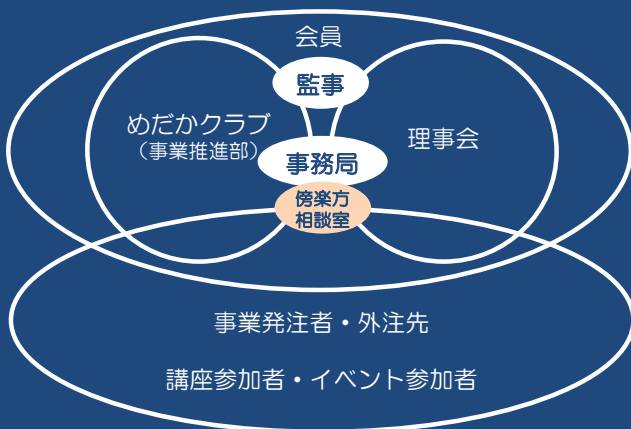 会員
監事
めだかクラブ
（事業推進部）
理事会
事務局
傍楽方
相談室
事業発注者・外注先
講座参加者・イベント参加者